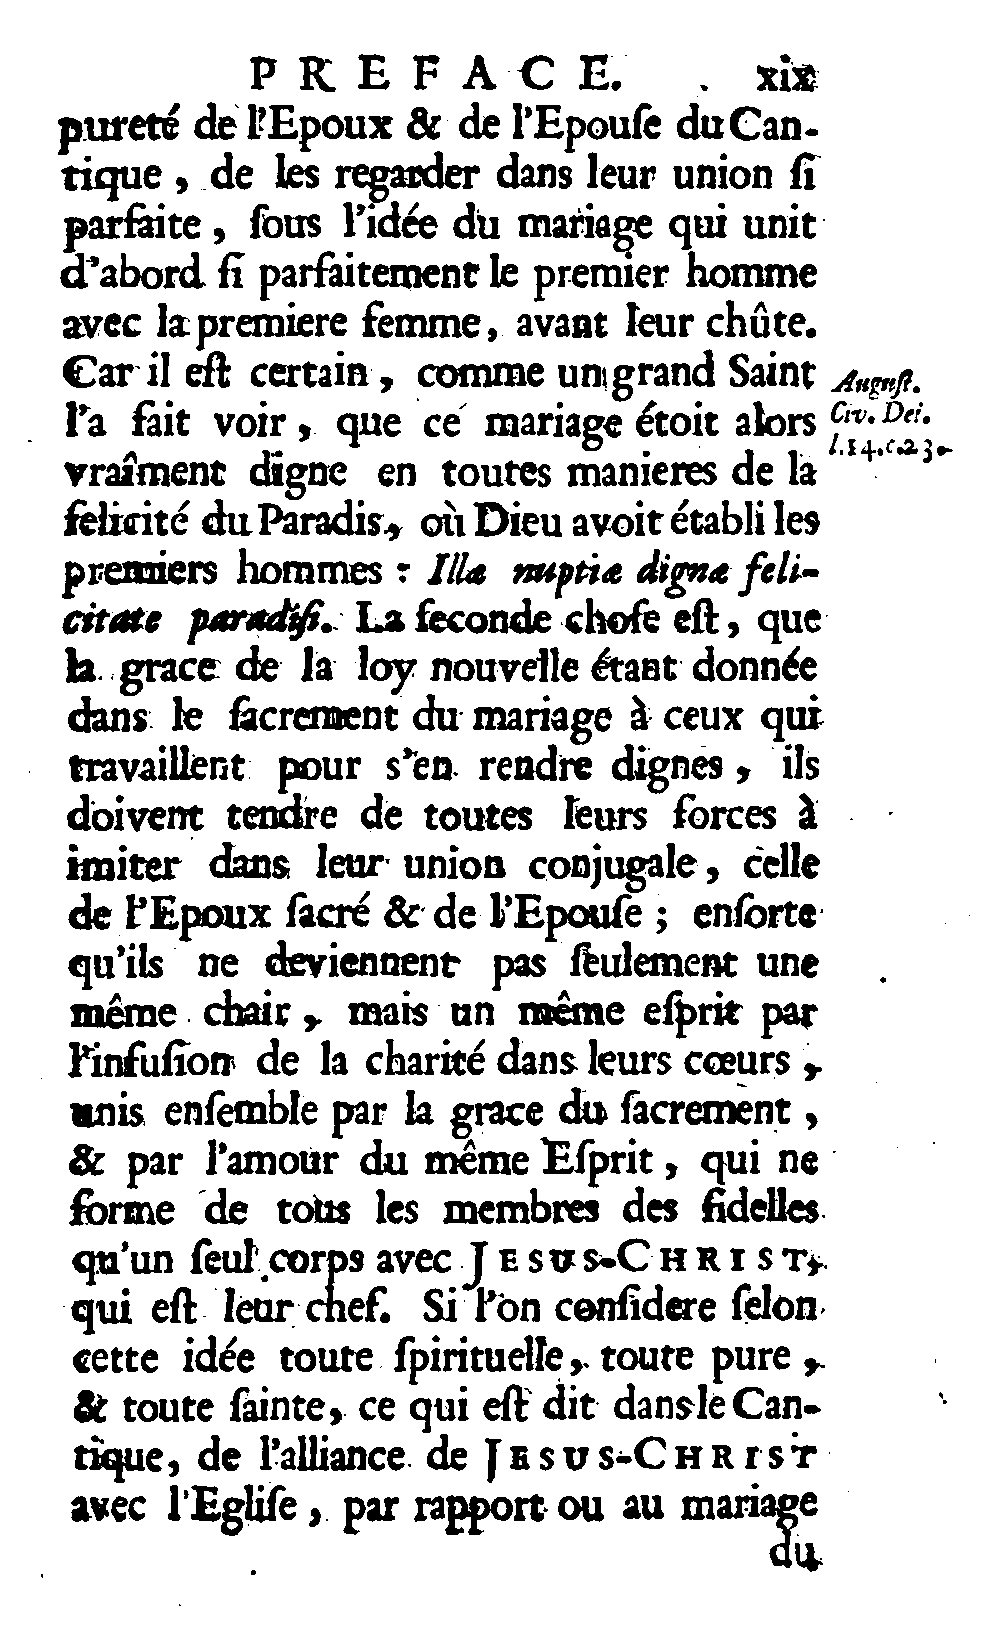 PREFACE. xix
pureté de l'Epoux & de l'Epouſe du Can-
tique, de les regarder dans leur union ſi
parfaite, ſous l'idée du mariage qui unit
d'abord ſi parfaitement le premier homme
avec la premiere femme, avant leur chûte.
Car il eſt certain, comme un grand Saint
l'a fait voir, que ce mariage étoit alors
vraîment digne en toutes manieres de la
felicité du Paradis, où Dieu avoit établi les
premiers hommes : Illæ nuptiæ dignæ feli-
citate paradiſi. La ſeconde choſe eſt, que
la grace de la loy nouvelle étant donnée
dans le ſacrement du mariage à ceux qui
travaillent pour s'en rendre dignes, ils
doivent tendre de toutes leurs forces à
imiter dans leur union conjugale, celle
de l'Epoux ſacré & de l'Epouſe ; enſorte
qu'ils ne deviennent pas ſeulement une
même chair, mais un même eſprit par
l'infuſion de la charité dans leurs cœurs,
unis enſemble par la grace du ſacrement,
& par l'amour du même Eſprit, qui ne
forme de tous les membres des fidelles
qu'un ſeul corps avec JESUS-CHRIST,
qui eſt leur chef. Si l'on conſidere ſelon
cette idée toute ſpirituelle, toute pure,
& toute ſainte, ce qui eſt dit dans le Can-
tique, de l'alliance de JESUS-CHRIST
avec l'Egliſe, par rapport ou au mariage
du
Auguſt.
Civ. Dei.
l.14.c.23.